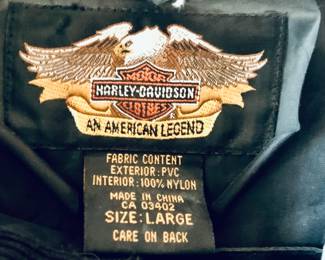 MOTOR
HARLEY-DAVIDSON
CLOTHES
®
AN AMERICAN LEGEND
FABRIC CONTENT
EXTERIOR: PVC
INTERIOR: 100% NYLON
MADE IN CHINA
CA 03402
SIZE: LARGE
CARE ON BACK